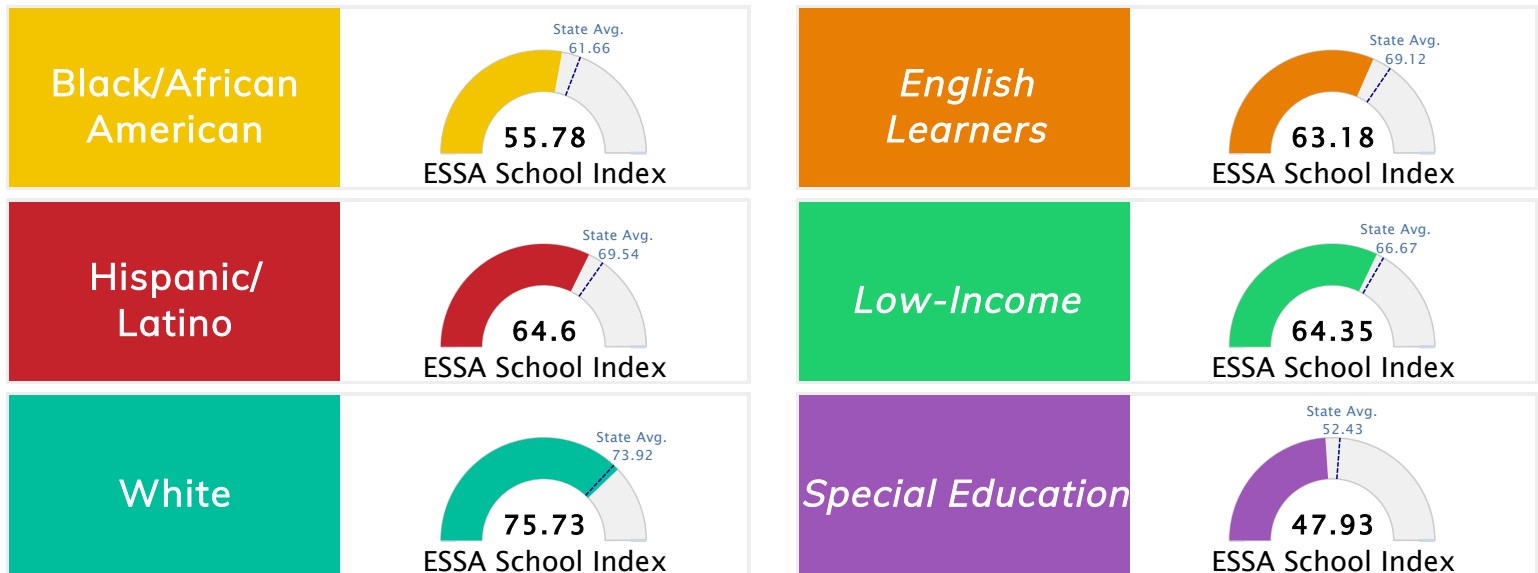 Black/African
American
State Avg.
61.66
55.78
ESSA School Index
English
Learners
State Avg.
69.12
63.18
ESSA School Index
Hispanic/
Latino
State Avg.
69.54
64.6
ESSA School Index
Low-Income
State Avg.
66.67
64.35
ESSA School Index
White
State Avg.
73.92
75.73
ESSA School Index
Special Education
State Avg.
52.43
47.93
ESSA School Index